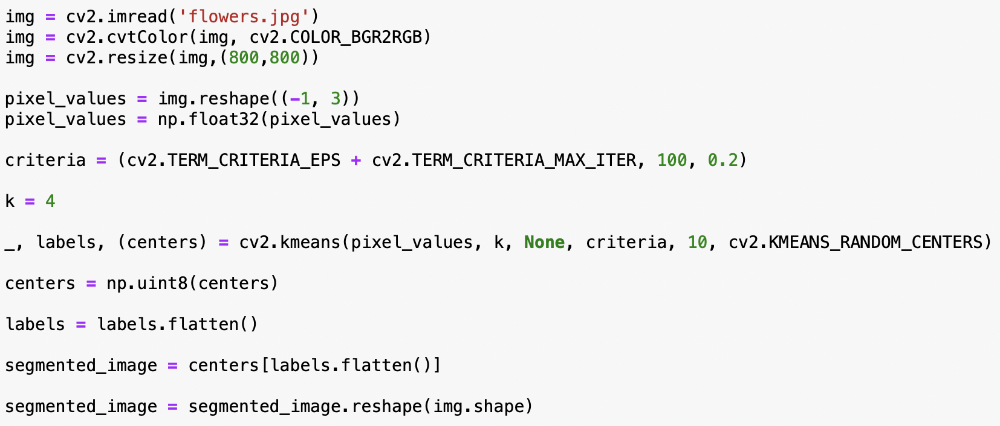 img = cv2.imread('flowers.jpg')
img = cv2.cvtColor(img, cv2.COLOR_BGR2RGB)
img = cv2.resize(img,(800,800))
pixel_values = img.reshape((-1, 3))
pixel_values = np.float32(pixel_values)
criteria = (cv2.TERM_CRITERIA_EPS + cv2.TERM_CRITERIA_MAX_ITER, 100, 0.2)
k = 4
_, labels, (centers) = cv2.kmeans(pixel_values, k, None, criteria, 10, cv2.KMEANS_RANDOM_CENTERS)
centers = np.uint8(centers)
labels = labels.flatten()
segmented_image = centers[labels.flatten()]
segmented_image = segmented_image.reshape(img.shape)